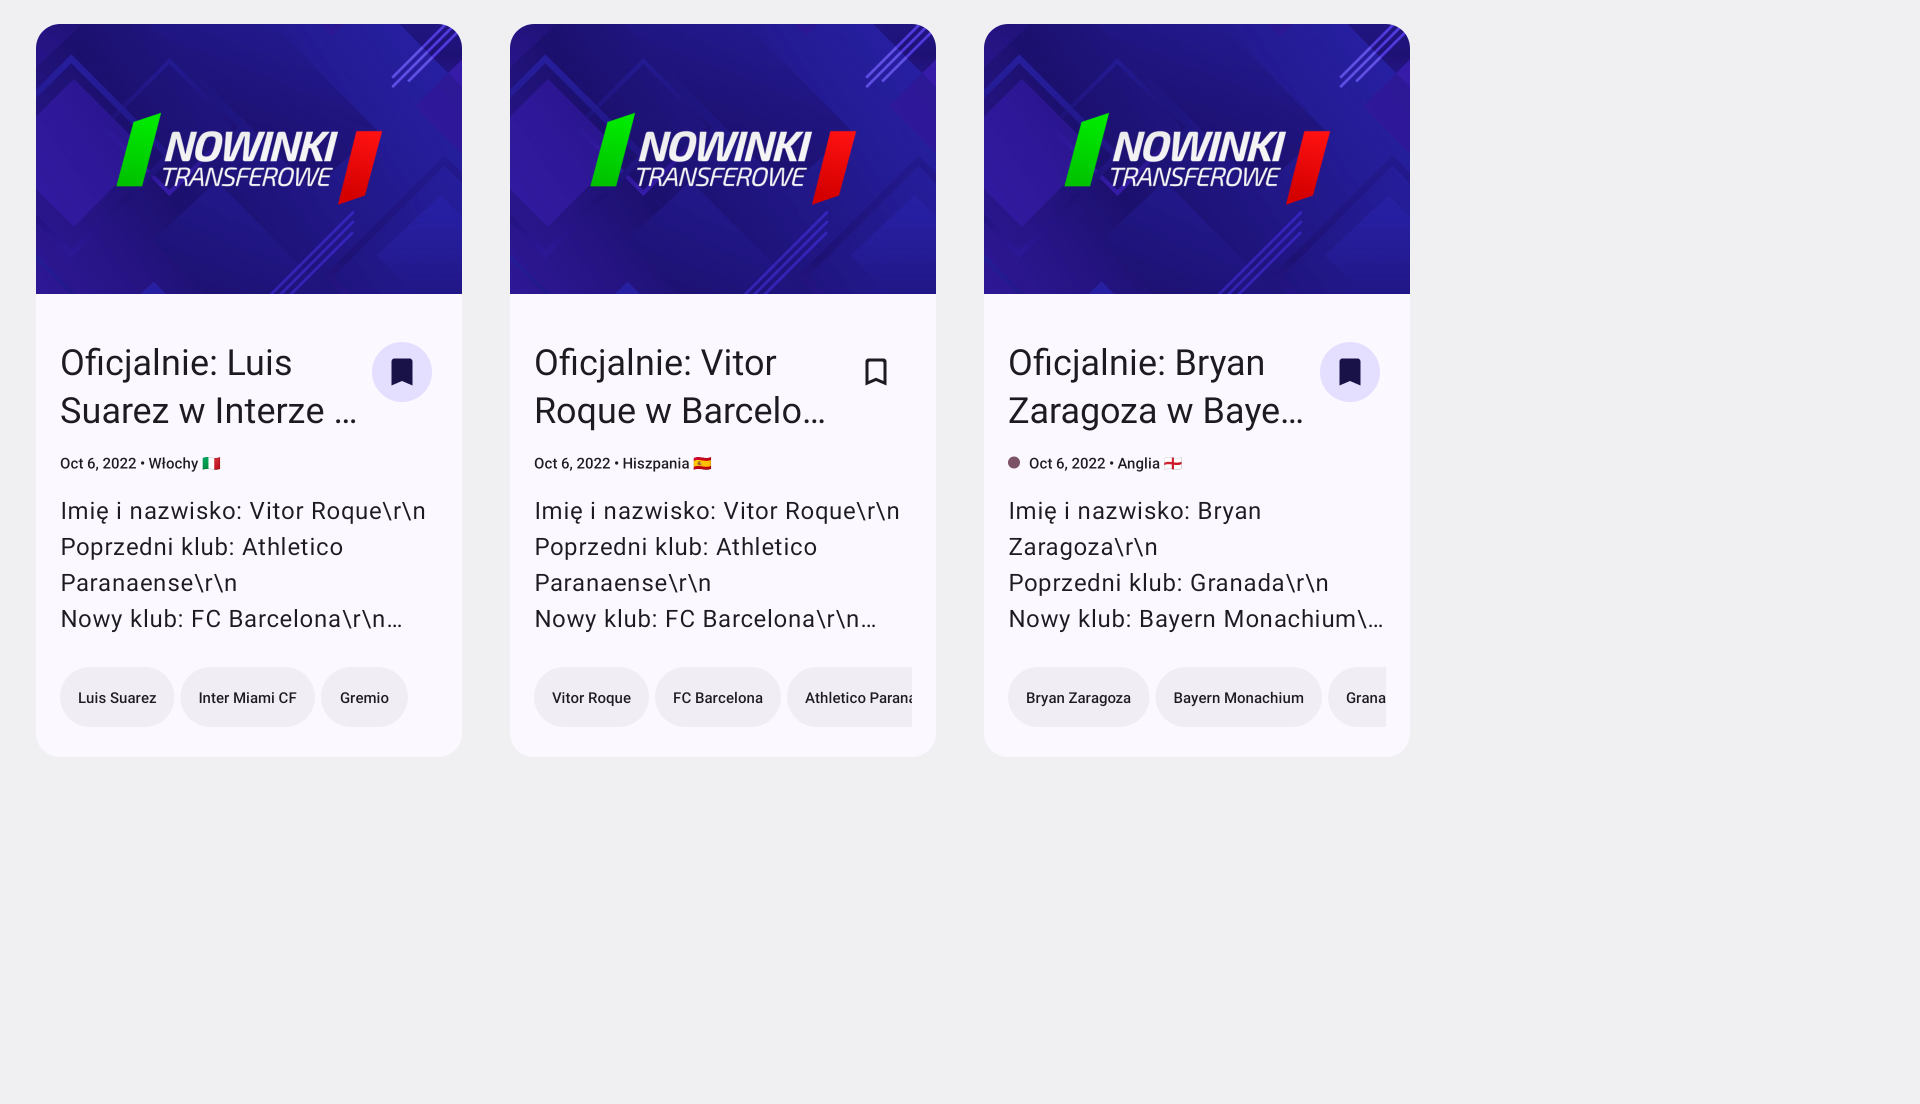 NOWINKI
TRANSFEROWE
Oficjalnie: Luis
Suarez w Interze ...
Oct 6, 2022 • Włochy 🇮🇹
Imię i nazwisko: Vitor Roque\r\n
Poprzedni klub: Athletico
Paranaense\r\n
Nowy klub: FC Barcelona\r\n...
Luis Suarez
Inter Miami CF
Gremio
NOWINKI
TRANSFEROWE
Oficjalnie: Vitor
Roque w Barcelo...
Oct 6, 2022 • Hiszpania 🇪🇸
Imię i nazwisko: Vitor Roque\r\n
Poprzedni klub: Athletico
Paranaense\r\n
Nowy klub: FC Barcelona\r\n...
Vitor Roque
FC Barcelona
Athletico Parana
NOWINKI
TRANSFEROWE
Oficjalnie: Bryan
Zaragoza w Baye...
Oct 6, 2022 • Anglia 🏴󠁧󠁢󠁥󠁮󠁧󠁿
Imię i nazwisko: Bryan
Zaragoza\r\n
Poprzedni klub: Granada\r\n
Nowy klub: Bayern Monachium\...
Bryan Zaragoza
Bayern Monachium
Grana